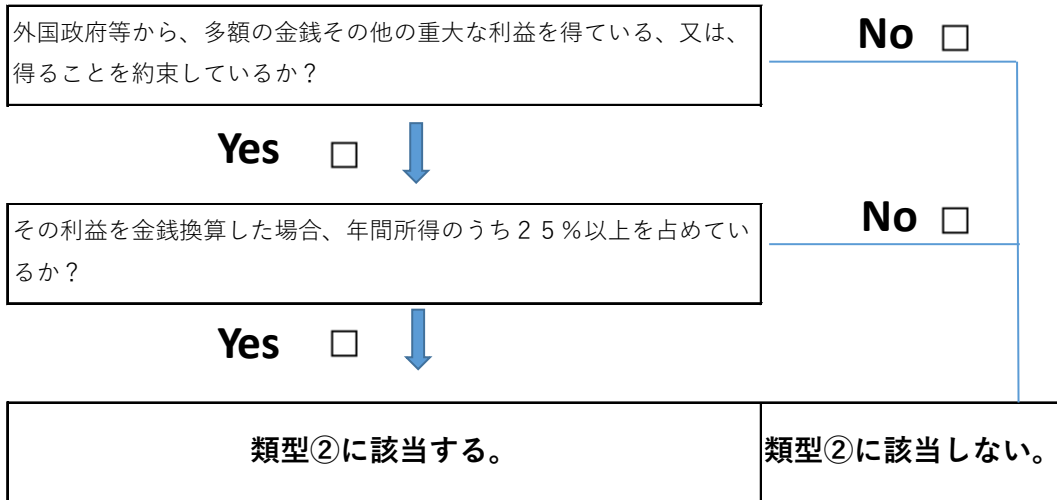 外国政府等から、多額の金銭その他の重大な利益を得ている、又は、
得ることを約束しているか？
No □
Yes □
その利益を金銭換算した場合、年間所得のうち２５%以上を占めてい
るか？
No □
Yes □
類型②に該当する。
類型②に該当しない。